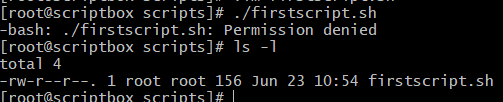 [root@scriptbox scripts]# ./firstscript.sh
-bash: ./firstscript.sh: Permission denied
[root@scriptbox scripts]# ls -l
total 4
-rw-r--r--. 1 root root 156 Jun 23 10:54 firstscript.sh
[root@scriptbox scripts]#